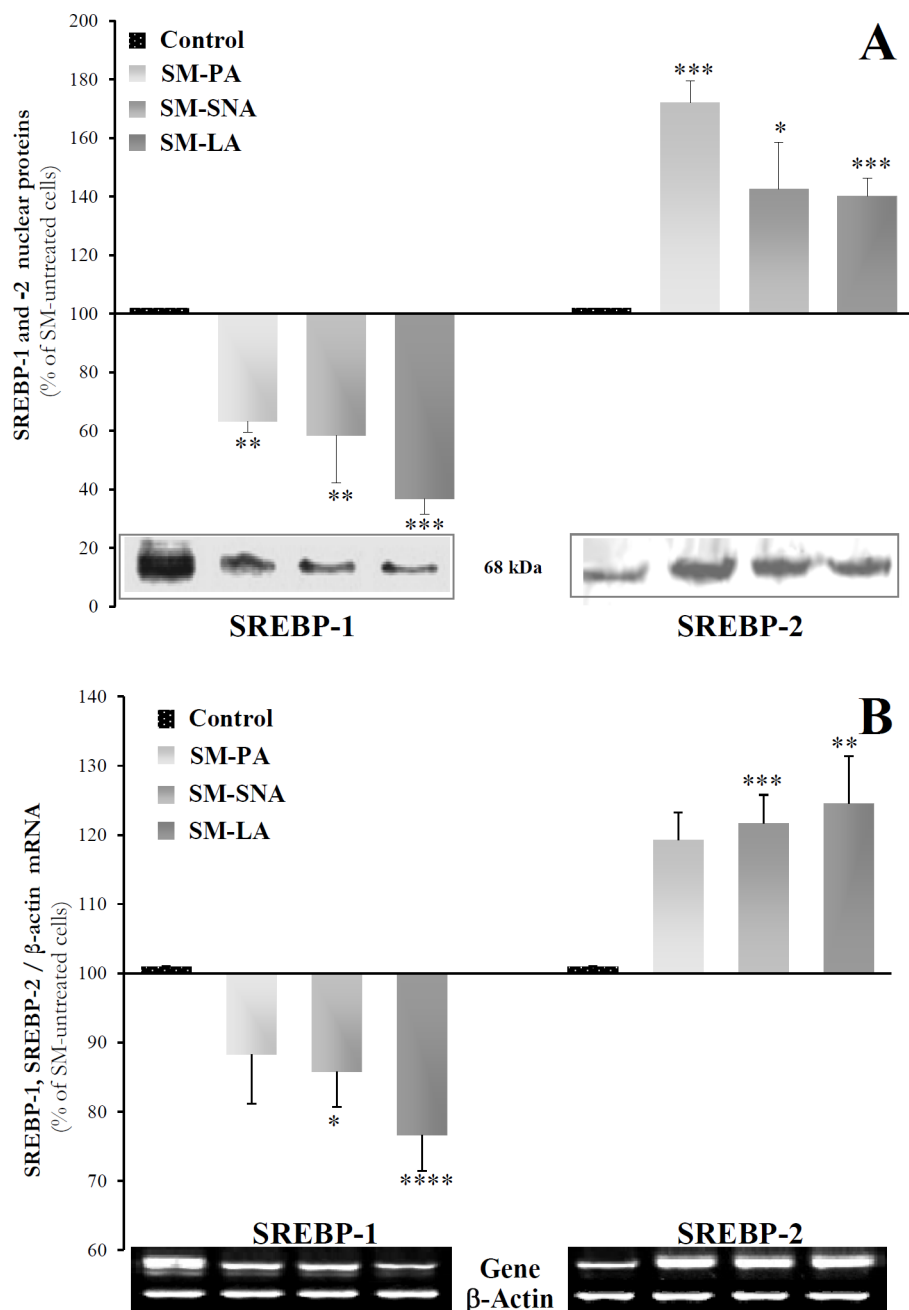 A
Control
SM-PA
SM-SNA
SM-LA
SREBP-1 and -2 nuclear proteins
(% of SM-untreated cells)
200
180
160
140
120
100
80
60
40
20
0
***
*
***
**
**
***
68 kDa
SREBP-1
SREBP-2
B
Control
SM-PA
SM-SNA
SM-LA
SREBP-1, SREBP-2 / β-actin mRNA
(% of SM-untreated cells)
140
130
120
110
100
90
80
70
60
***
**
*
****
SREBP-1
SREBP-2
Gene
β-Actin